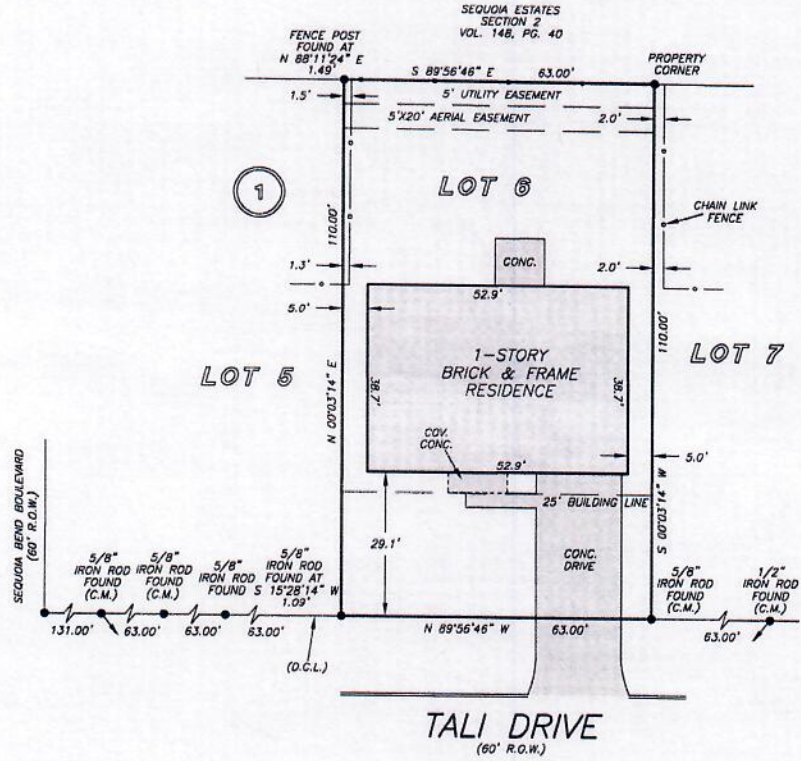 SEQUOIA ESTATES
SECTION 2
VOL. 148, PG. 40
FENCE POST
FOUND AT
N 88°11'24" E
1.49'
S 89°56'46" E 63.00'
PROPERTY
CORNER
1.5'
5' UTILITY EASEMENT
5'X20' AERIAL EASEMENT
2.0'
1
LOT 6
CHAIN LINK
FENCE
110.00'
CONC.
1.3'
2.0'
52.9'
5.0'
110.00'
LOT 5
N 00°03'14" E
38.7'
1-STORY
BRICK & FRAME
RESIDENCE
38.7'
LOT 7
COV.
CONC.
52.9'
5.0'
S 00°03'14" W
25' BUILDING LINE
29.1'
CONC.
DRIVE
SEQUOIA BEND BOULEVARD
(60' R.O.W.)
5/8"
IRON ROD
FOUND
(C.M.)
5/8"
IRON ROD
FOUND
(C.M.)
5/8"
IRON ROD
FOUND
5/8"
IRON ROD
FOUND AT
S 15°28'14" W
1.09'
5/8"
IRON ROD
FOUND
(C.M.)
1/2"
IRON ROD
FOUND
(C.M.)
131.00'
63.00'
63.00'
63.00'
(D.C.L.)
N 89°56'46" W 63.00'
63.00'
TALI DRIVE
(60' R.O.W.)